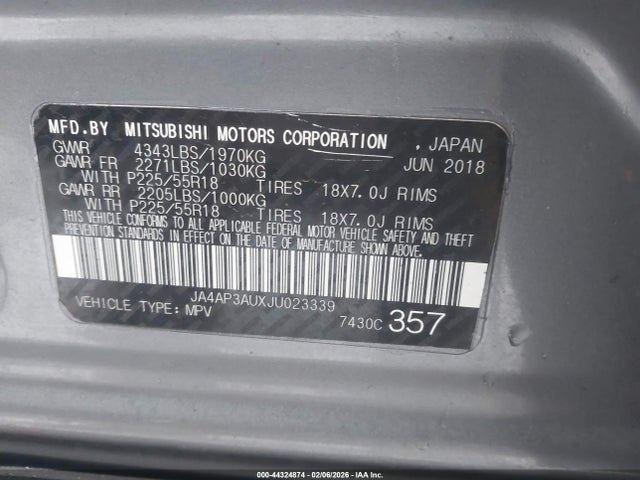 MFD.BY MITSUBISHI MOTORS CORPORATION , JAPAN
GVWR 4343LBS/1970KG JUN 2018
GAWR FR 2271LBS/1030KG
WITH P225/55R18 TIRES 18X7.0J RIMS
GAWR RR 2205LBS/1000KG
WITH P225/55R18 TIRES 18X7.0J RIMS
THIS VEHICLE CONFORMS TO ALL APPLICABLE FEDERAL MOTOR VEHICLE SAFETY AND THEFT
PREVENTION STANDARDS IN EFFECT ON THE DATE OF MANUFACTURE SHOWN ABOVE.
JA4AP3AUXJU023339
VEHICLE TYPE: MPV 7430C 357
000-44324874 - 02/06/2026 - IAA Inc.